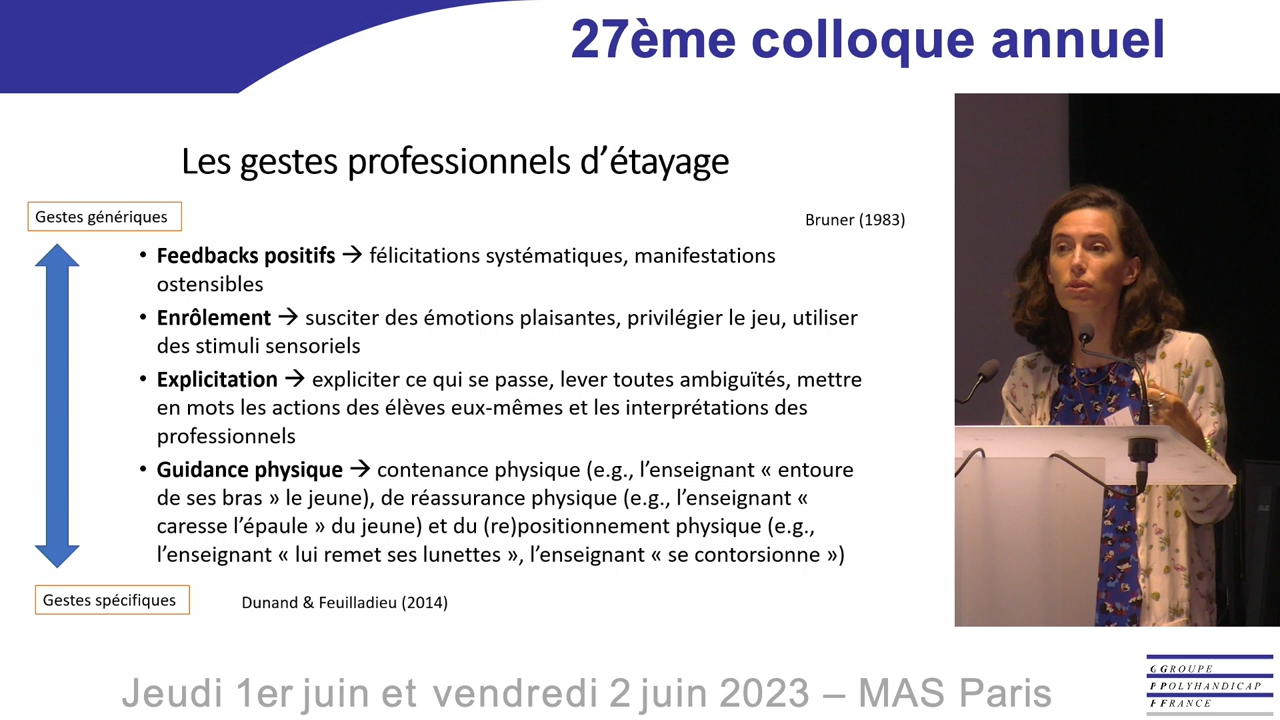 27ème colloque annuel
Les gestes professionnels d’étayage
Gestes génériques
Bruner (1983)
• Feedbacks positifs → félicitations systématiques, manifestations
ostensibles
• Enrôlement → susciter des émotions plaisantes, privilégier le jeu, utiliser
des stimuli sensoriels
• Explicitation → expliciter ce qui se passe, lever toutes ambiguïtés, mettre
en mots les actions des élèves eux-mêmes et les interprétations des
professionnels
• Guidance physique → contenance physique (e.g., l’enseignant « entoure
de ses bras » le jeune), de réassurance physique (e.g., l’enseignant «
caresse l’épaule » du jeune) et du (re)positionnement physique (e.g.,
l’enseignant « lui remet ses lunettes », l’enseignant « se contorsionne »)
Gestes spécifiques
Dunand & Feuilladieu (2014)
Jeudi 1er juin et vendredi 2 juin 2023 – MAS Paris
G GROUPE
P POLYHANDICAP
F FRANCE